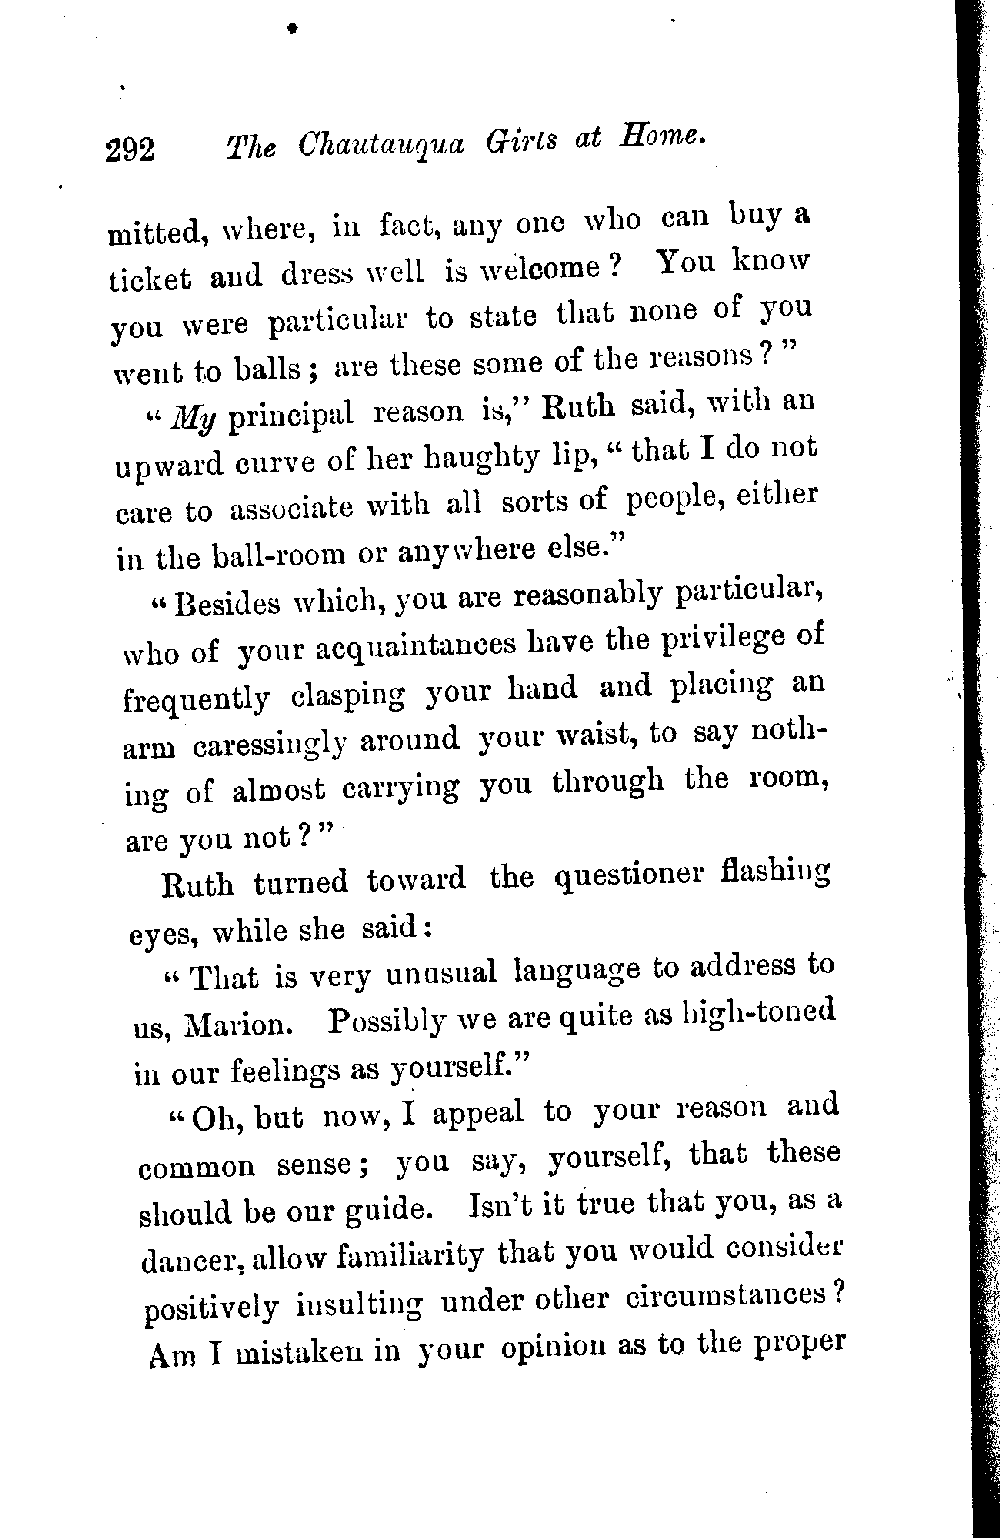 292 The Chautauqua Girls at Home.
mitted, where, in fact, any one who can buy a
ticket and dress well is welcome? You know
you were particular to state that none of you
went to balls; are these some of the reasons?"
"My principal reason is," Ruth said, with an
upward curve of her haughty lip, "that I do not
care to associate with all sorts of people, either
in the ball-room or anywhere else."
"Besides which, you are reasonably particular,
who of your acquaintances have the privilege of
frequently clasping your hand and placing an
arm caressingly around your waist, to say noth-
ing of almost carrying you through the room,
are you not?"
Ruth turned toward the questioner flashing
eyes, while she said:
"That is very unusual language to address to
us, Marion. Possibly we are quite as high-toned
in our feelings as yourself."
"Oh, but now, I appeal to your reason and
common sense; you say, yourself, that these
should be our guide. Isn't it true that you, as a
dancer, allow familiarity that you would consider
positively insulting under other circumstances?
Am I mistaken in your opinion as to the proper